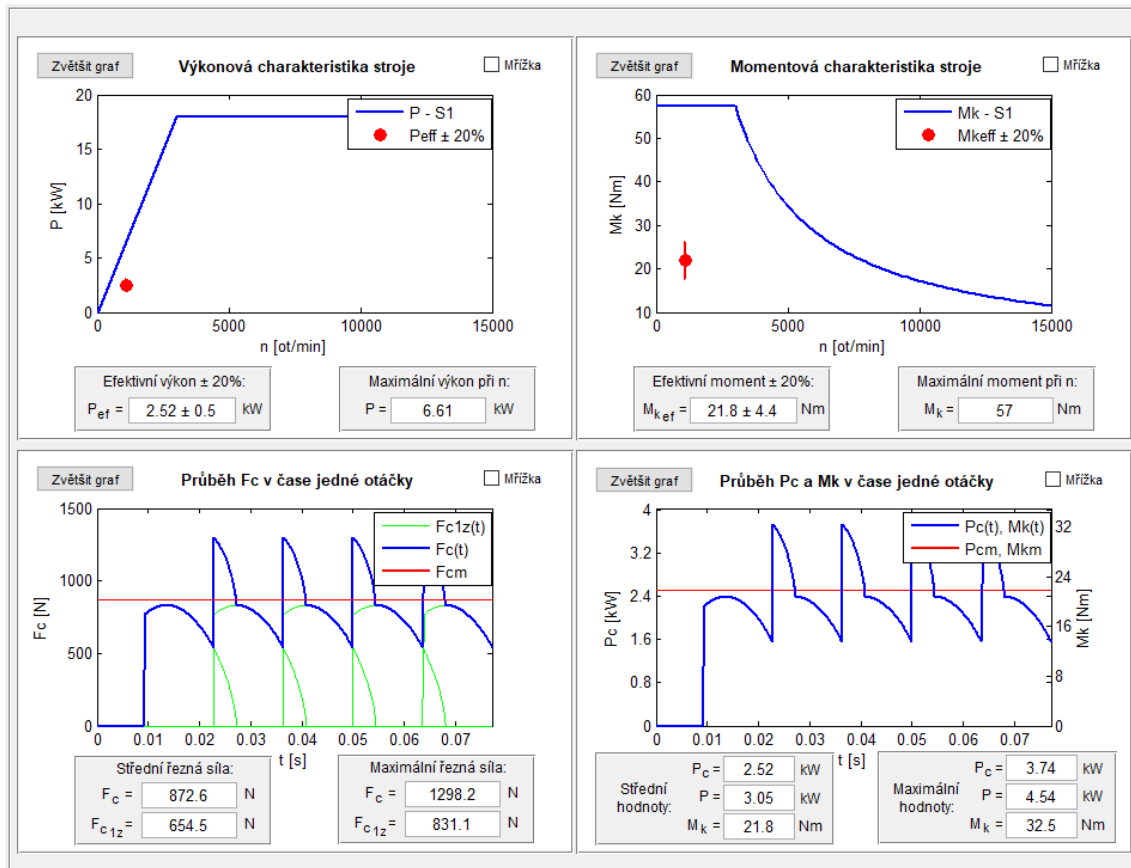 Zvětšit graf
Výkonová charakteristika stroje
Mřížka
P - S1
Peff ± 20%
20
15
10
5
0
P [kW]
0 5000 10000 15000
n [ot/min]
Efektivní výkon ± 20%:
Pef = 2.52 ± 0.5 kW
Maximální výkon při n:
P = 6.61 kW
Zvětšit graf
Momentová charakteristika stroje
Mřížka
Mk - S1
Mkeff ± 20%
60
50
40
30
20
10
Mk [Nm]
0 5000 10000 15000
n [ot/min]
Efektivní moment ± 20%:
Mk ef = 21.8 ± 4.4 Nm
Maximální moment při n:
Mk = 57 Nm
Zvětšit graf
Průběh Fc v čase jedné otáčky
Mřížka
Fc1z(t)
Fc(t)
Fcm
1500
1000
500
0
Fc [N]
0 0.01 0.02 0.03 0.04 0.05 0.06 0.07
t [s]
Střední řezná síla:
Fc = 872.6 N
Fc1z = 654.5 N
Maximální řezná síla:
Fc = 1298.2 N
Fc1z = 831.1 N
Zvětšit graf
Průběh Pc a Mk v čase jedné otáčky
Mřížka
Pc(t), Mk(t)
Pcm, Mkm
4
3.2
2.4
1.6
0.8
0
Pc [kW]
32
24
16
8
0
Mk [Nm]
0 0.01 0.02 0.03 0.04 0.05 0.06 0.07
t [s]
Střední hodnoty:
Pc = 2.52 kW
P = 3.05 kW
Mk = 21.8 Nm
Maximální hodnoty:
Pc = 3.74 kW
P = 4.54 kW
Mk = 32.5 Nm